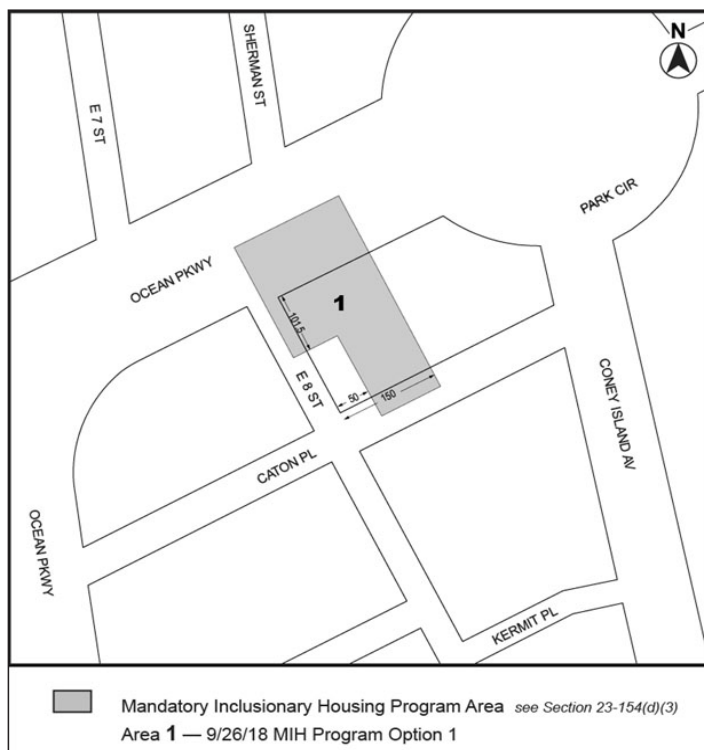 N
SHERMAN ST
E 7 ST
PARK CIR
OCEAN PKWY
1
101.5
E 8 ST
50
150
CONEY ISLAND AV
CATON PL
OCEAN PKWY
KERMIT PL
Mandatory Inclusionary Housing Program Area see Section 23-154(d)(3)
Area 1 — 9/26/18 MIH Program Option 1